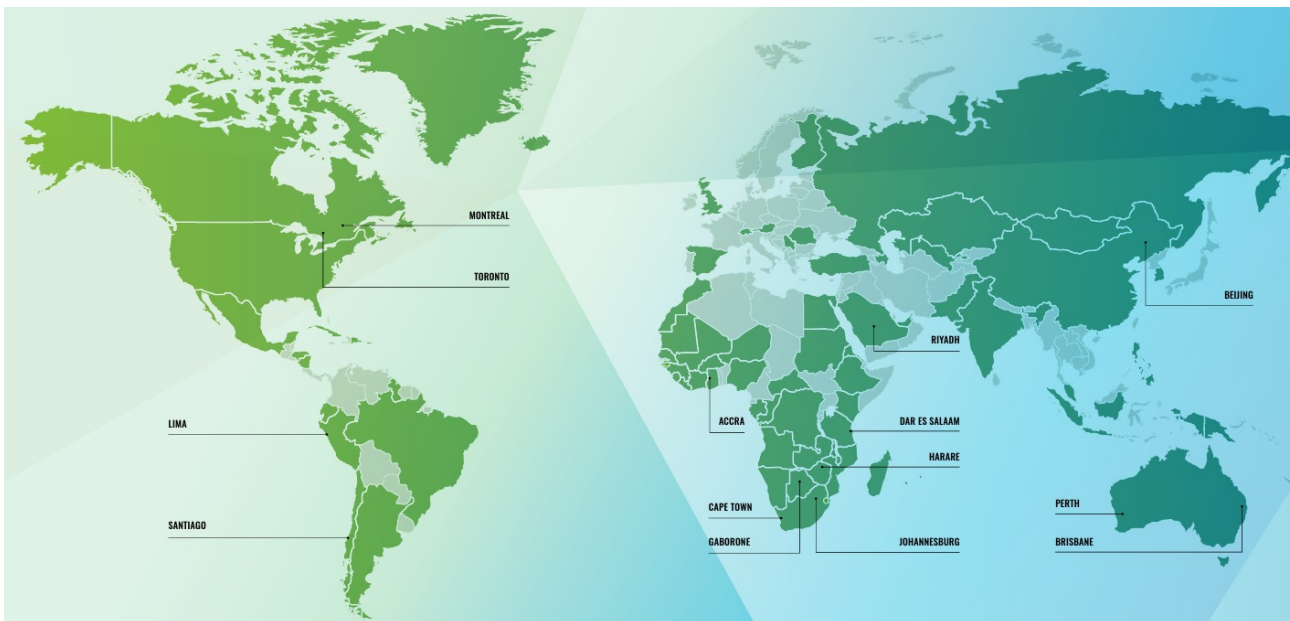 MONTREAL
TORONTO
BEIJING
RIYADH
LIMA
ACCRA
DAR ES SALAAM
HARARE
CAPE TOWN
PERTH
SANTIAGO
GABORONE
JOHANNESBURG
BRISBANE